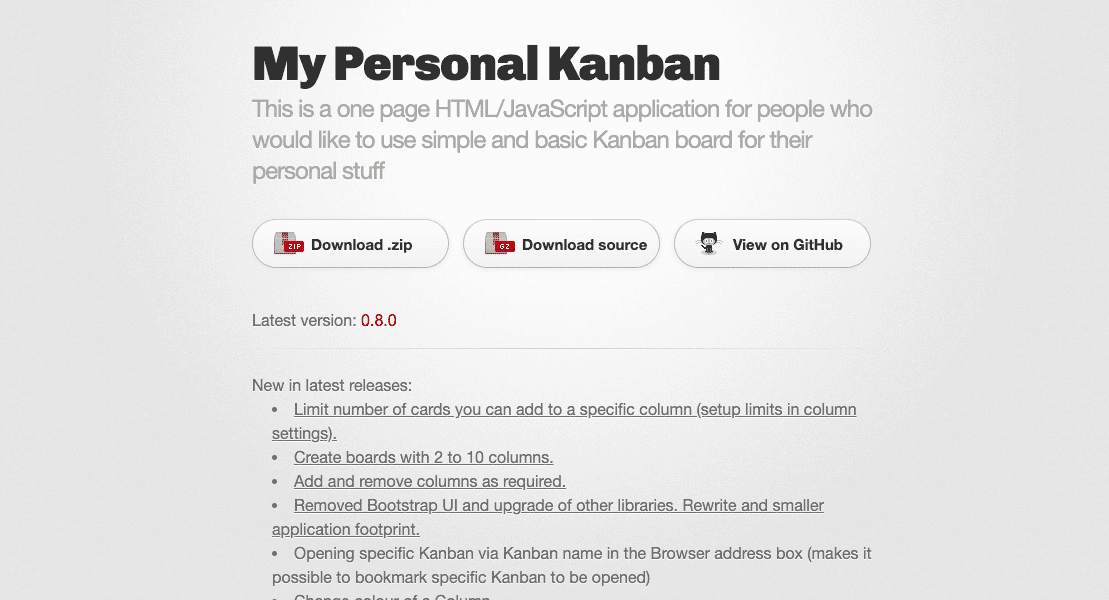 My Personal Kanban
This is a one page HTML/JavaScript application for people who
would like to use simple and basic Kanban board for their
personal stuff
ZIP Download .zip
GZ Download source
View on GitHub
Latest version: 0.8.0
New in latest releases:
• Limit number of cards you can add to a specific column (setup limits in column
settings).
• Create boards with 2 to 10 columns.
• Add and remove columns as required.
• Removed Bootstrap UI and upgrade of other libraries. Rewrite and smaller
application footprint.
• Opening specific Kanban via Kanban name in the Browser address box (makes it
possible to bookmark specific Kanban to be opened)
• Change colour of a Column